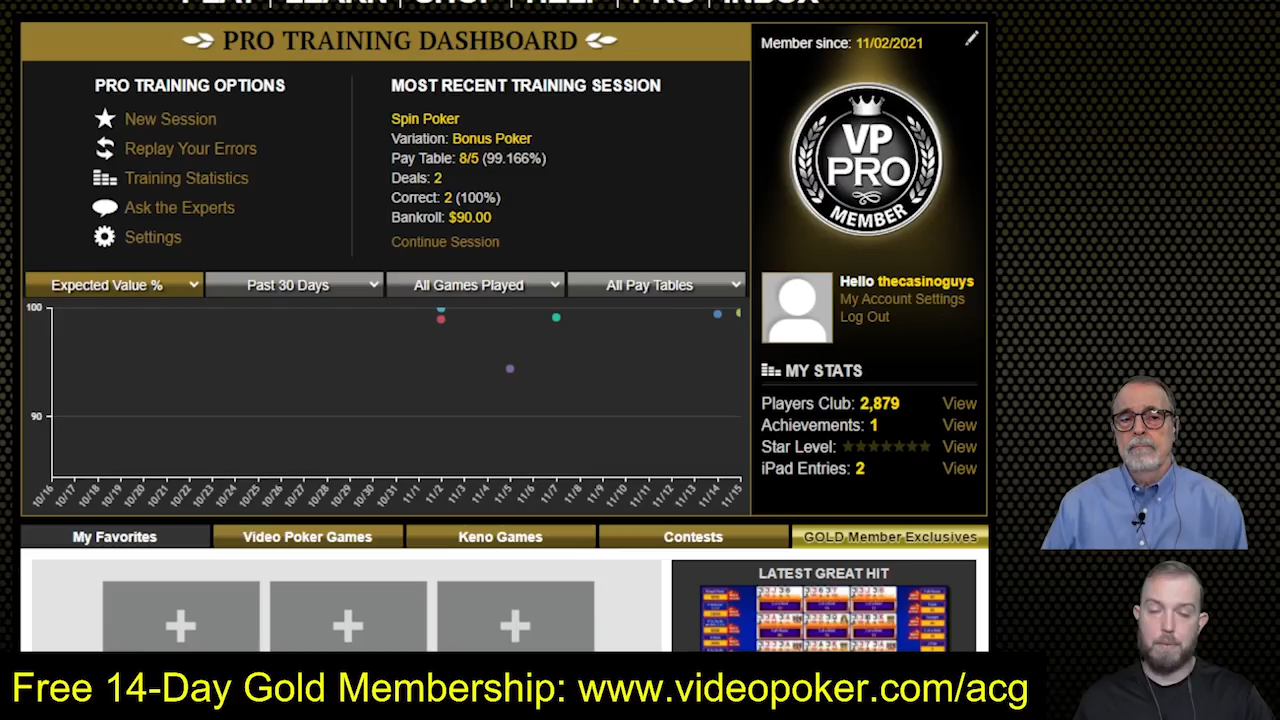 PLAY | LEARN | SHOP | HELP | PRO | INBOX
PRO TRAINING DASHBOARD
PRO TRAINING OPTIONS
New Session
Replay Your Errors
Training Statistics
Ask the Experts
Settings
MOST RECENT TRAINING SESSION
Spin Poker
Variation: Bonus Poker
Pay Table: 8/5 (99.166%)
Deals: 2
Correct: 2 (100%)
Bankroll: $90.00
Continue Session
Member since: 11/02/2021
VP
PRO
MEMBER
Hello thecasinoguys
My Account Settings
Log Out
MY STATS
Players Club: 2,879 View
Achievements: 1 View
Star Level: View
iPad Entries: 2 View
Expected Value % Past 30 Days All Games Played All Pay Tables
100
90
10/16 10/17 10/18 10/19 10/20 10/21 10/22 10/23 10/24 10/25 10/26 10/27 10/28 10/29 10/30 10/31 11/1 11/2 11/3 11/4 11/5 11/6 11/7 11/8 11/9 11/10 11/11 11/12 11/13 11/14 11/15
My Favorites Video Poker Games Keno Games Contests GOLD Member Exclusives
LATEST GREAT HIT
Free 14-Day Gold Membership: www.videopoker.com/acg